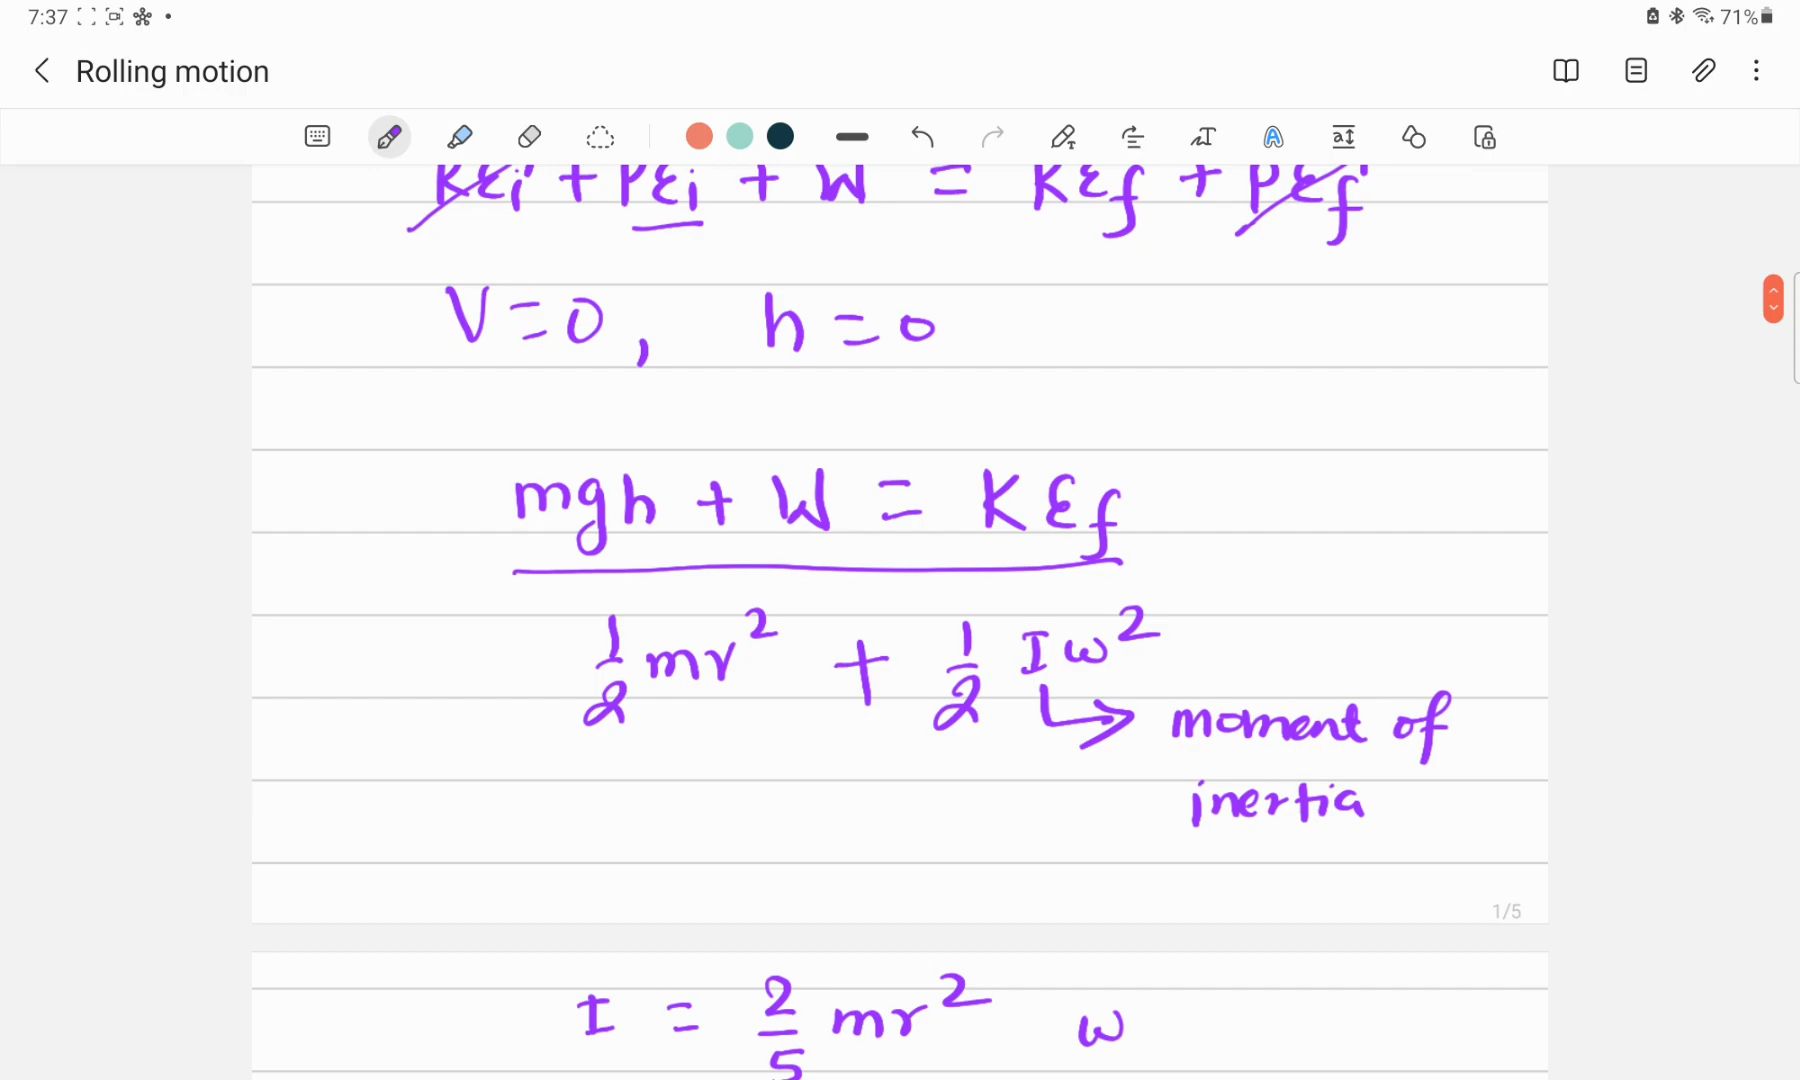 7:37
71%
Rolling motion
KEi + PEi + W = KEf + PEf
V=0, h=0
mgh + W = KEf
1/2 mr² + 1/2 Iω²
moment of
inertia
1/5
I = 2/5 mr² ω